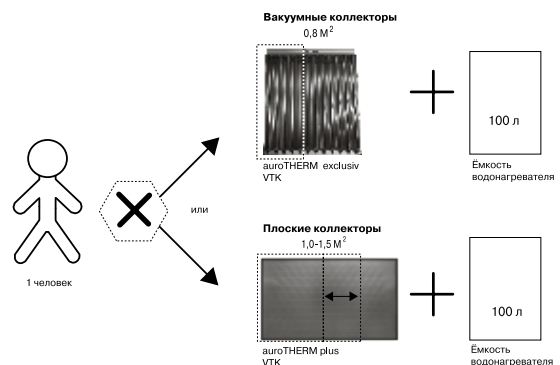 Вакуумные коллекторы
0,8 М²
100 л
auroTHERM exclusiv
VTK
Ёмкость
водонагревателя
или
1 человек
Плоские коллекторы
1,0-1,5 М²
100 л
auroTHERM plus
VTK
Ёмкость
водонагревателя